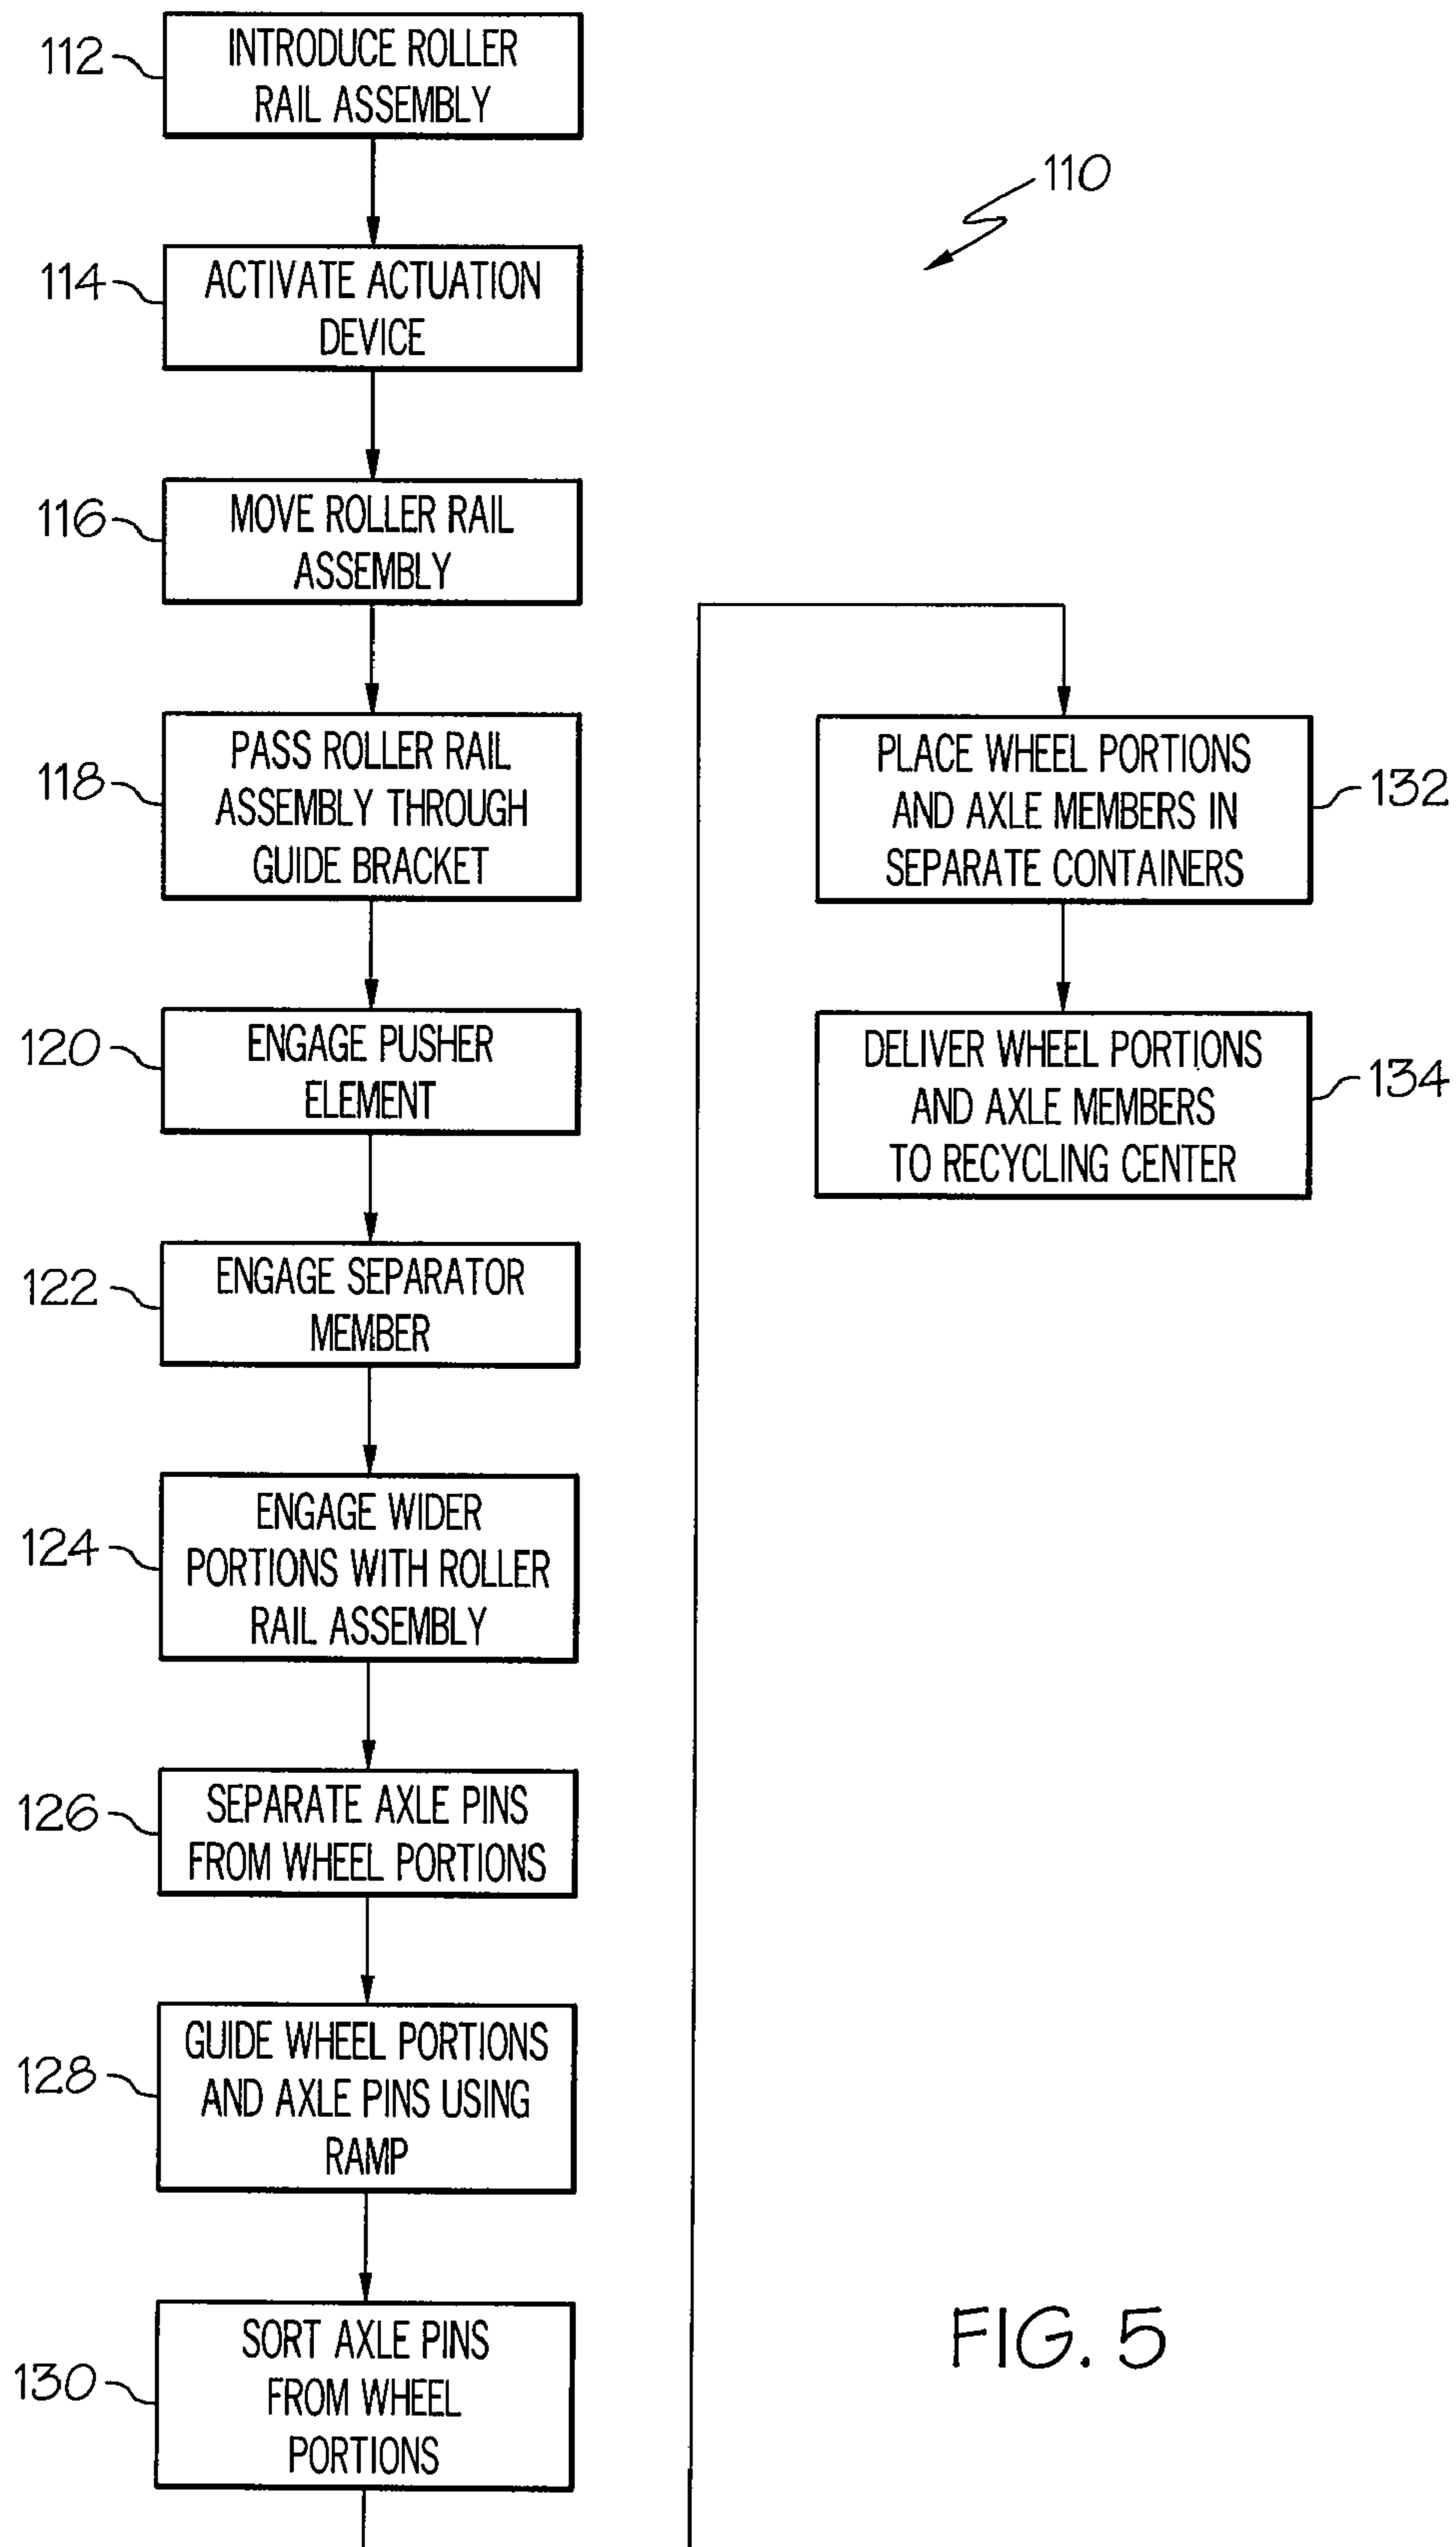 112
INTRODUCE ROLLER
RAIL ASSEMBLY
110
114
ACTIVATE ACTUATION
DEVICE
116
MOVE ROLLER RAIL
ASSEMBLY
118
PASS ROLLER RAIL
ASSEMBLY THROUGH
GUIDE BRACKET
120
ENGAGE PUSHER
ELEMENT
122
ENGAGE SEPARATOR
MEMBER
124
ENGAGE WIDER
PORTIONS WITH ROLLER
RAIL ASSEMBLY
126
SEPARATE AXLE PINS
FROM WHEEL PORTIONS
128
GUIDE WHEEL PORTIONS
AND AXLE PINS USING
RAMP
130
SORT AXLE PINS
FROM WHEEL
PORTIONS
PLACE WHEEL PORTIONS
AND AXLE MEMBERS IN
SEPARATE CONTAINERS
132
DELIVER WHEEL PORTIONS
AND AXLE MEMBERS
TO RECYCLING CENTER
134
FIG. 5